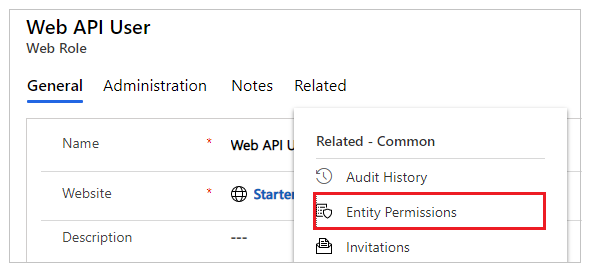 Web API User
Web Role
General Administration Notes Related
Related - Common
Name * Web API U
Audit History
Website * Starter
Entity Permissions
Description ---
Invitations